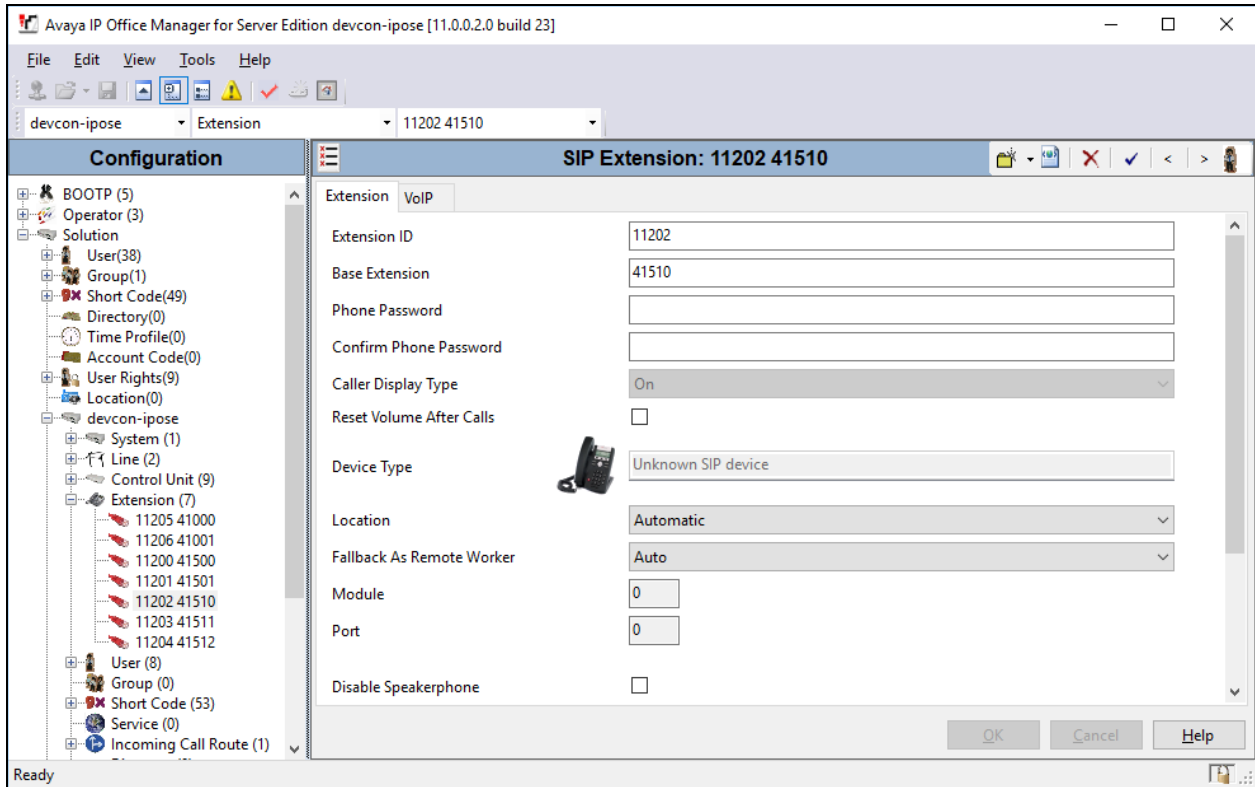 Avaya IP Office Manager for Server Edition devcon-ipose [11.0.0.2.0 build 23]
File Edit View Tools Help
devcon-ipose Extension 11202 41510
Configuration
BOOTP (5)
Operator (3)
Solution
User(38)
Group(1)
Short Code(49)
Directory(0)
Time Profile(0)
Account Code(0)
User Rights(9)
Location(0)
devcon-ipose
System (1)
Line (2)
Control Unit (9)
Extension (7)
11205 41000
11206 41001
11200 41500
11201 41501
11202 41510
11203 41511
11204 41512
User (8)
Group (0)
Short Code (53)
Service (0)
Incoming Call Route (1)
SIP Extension: 11202 41510
Extension VoIP
Extension ID 11202
Base Extension 41510
Phone Password
Confirm Phone Password
Caller Display Type On
Reset Volume After Calls
Device Type Unknown SIP device
Location Automatic
Fallback As Remote Worker Auto
Module 0
Port 0
Disable Speakerphone
OK Cancel Help
Ready